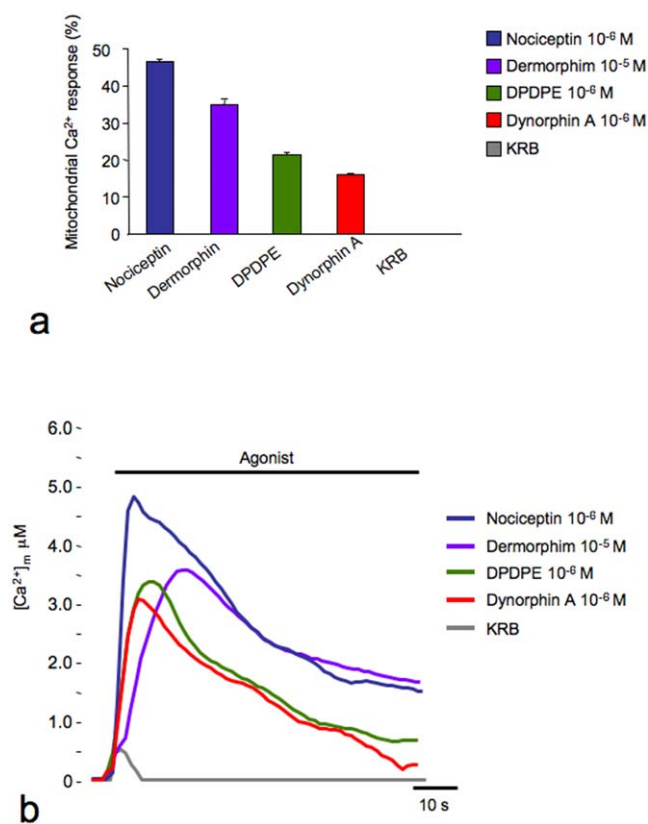 Mitochondrial Ca²⁺ response (%)
50
40
30
20
10
0
Nociceptin
Dermorphin
DPDPE
Dynorphin A
KRB
Nociceptin 10⁻⁶ M
Dermorphim 10⁻⁵ M
DPDPE 10⁻⁶ M
Dynorphin A 10⁻⁶ M
KRB
a
[Ca²⁺]ₘ µM
6.0
5.0
4.0
3.0
2.0
1.0
0
Agonist
Nociceptin 10⁻⁶ M
Dermorphim 10⁻⁵ M
DPDPE 10⁻⁶ M
Dynorphin A 10⁻⁶ M
KRB
10 s
b